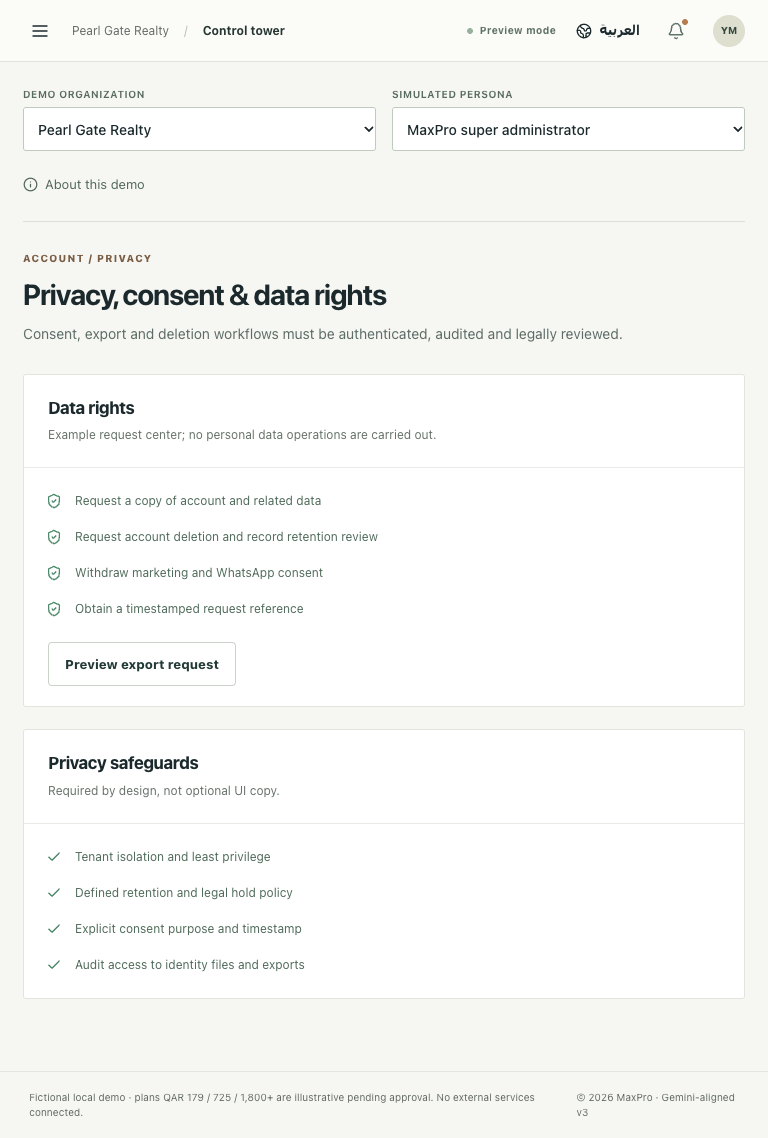 Pearl Gate Realty / Control tower
Preview mode
العربية
YM
DEMO ORGANIZATION
Pearl Gate Realty
SIMULATED PERSONA
MaxPro super administrator
About this demo
ACCOUNT / PRIVACY
Privacy, consent & data rights
Consent, export and deletion workflows must be authenticated, audited and legally reviewed.
Data rights
Example request center; no personal data operations are carried out.
Request a copy of account and related data
Request account deletion and record retention review
Withdraw marketing and WhatsApp consent
Obtain a timestamped request reference
Preview export request
Privacy safeguards
Required by design, not optional UI copy.
Tenant isolation and least privilege
Defined retention and legal hold policy
Explicit consent purpose and timestamp
Audit access to identity files and exports
Fictional local demo · plans QAR 179 / 725 / 1,800+ are illustrative pending approval. No external services
connected.
© 2026 MaxPro · Gemini-aligned
v3